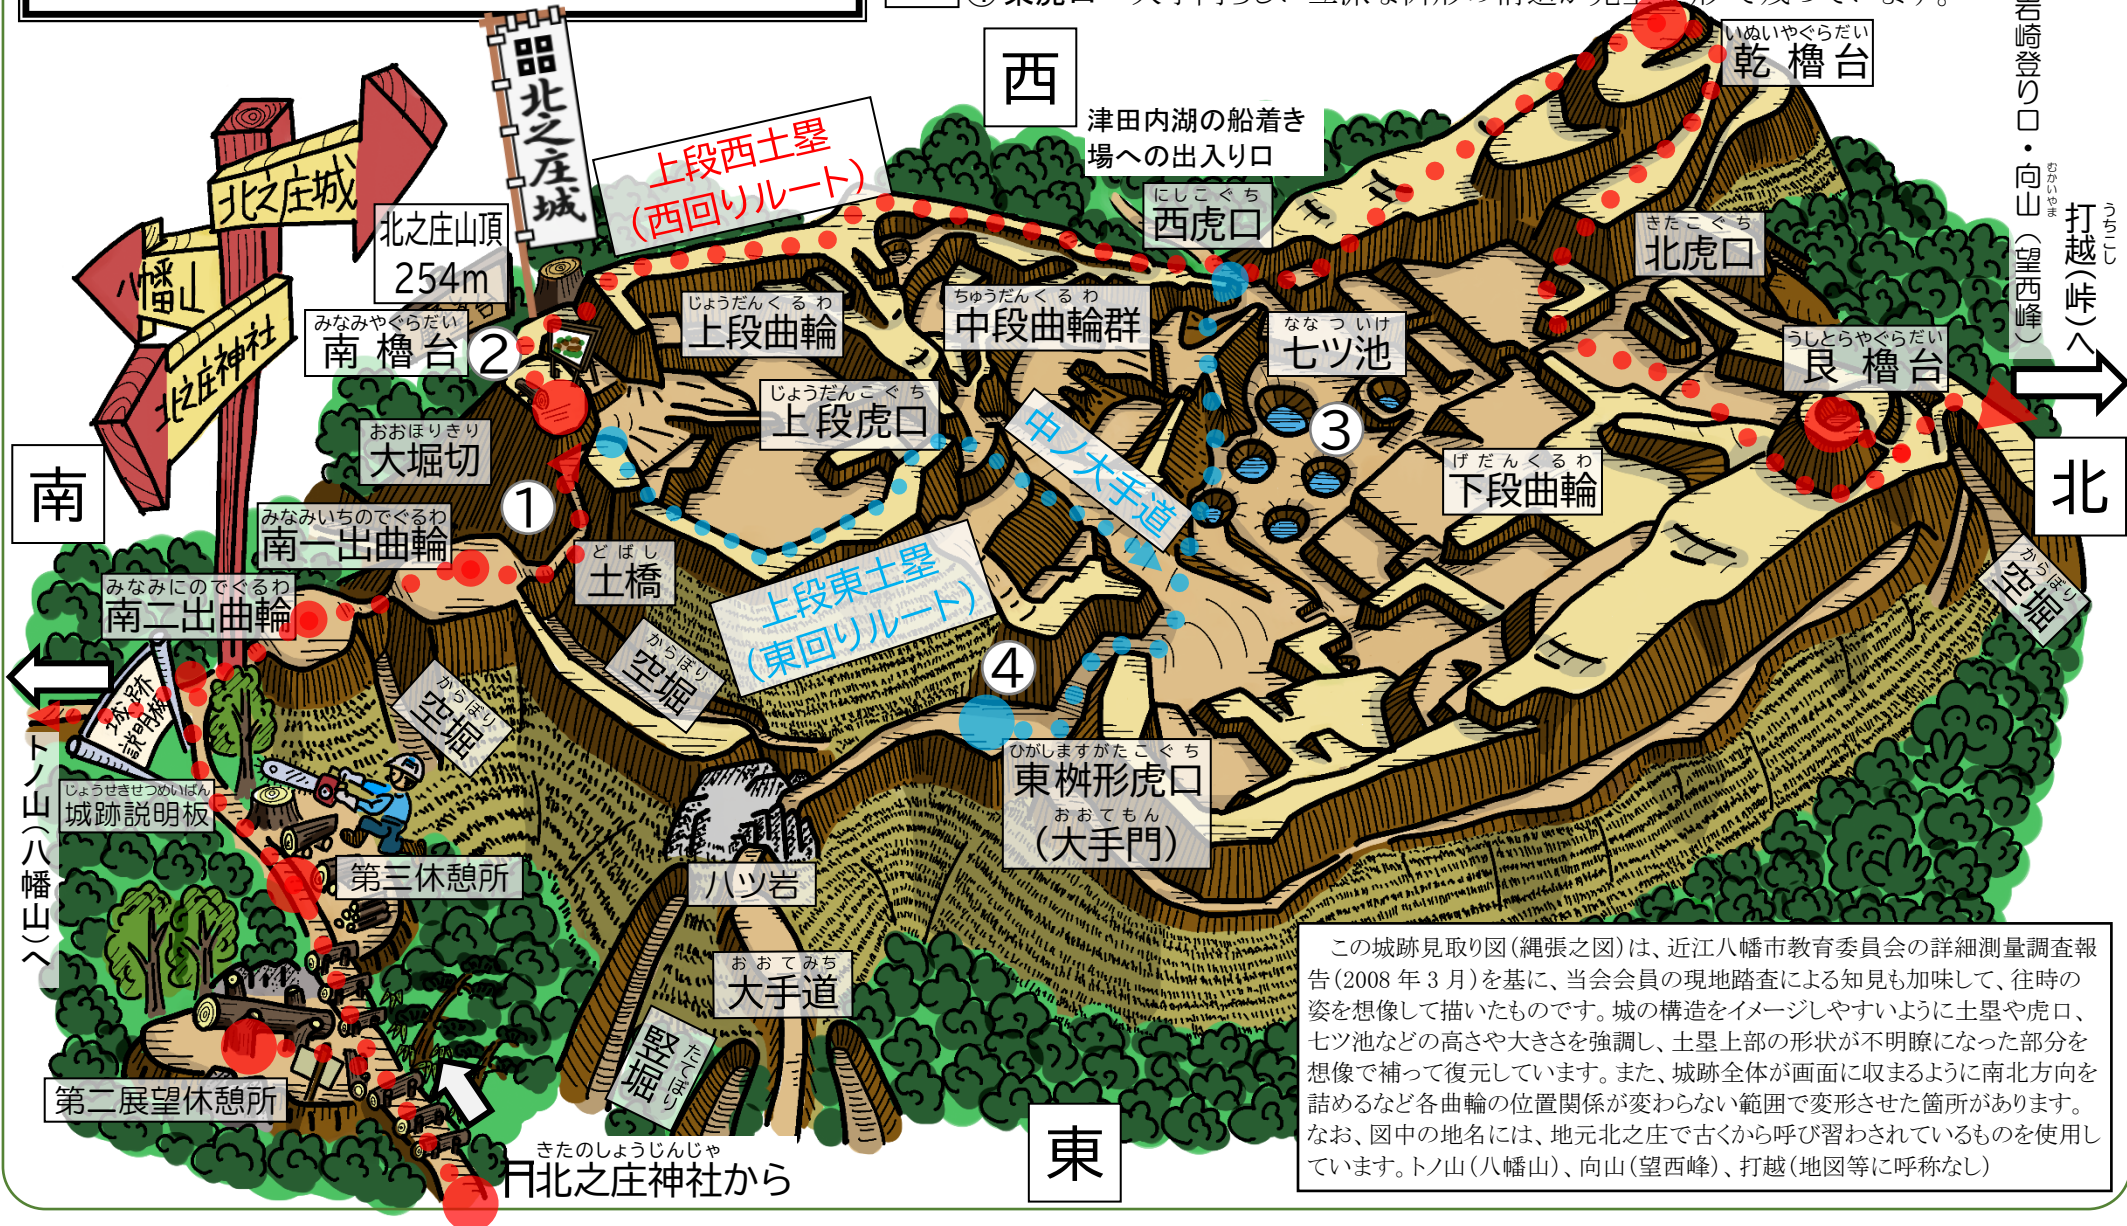 西
南
北
東
北之庄城
八幡山
北之庄神社
北之庄城
北之庄山頂
254m
みなみやぐらだい
南 櫓台
②
おおほりきり
大堀切
①
みなみいちのでぐるわ
南一出曲輪
みなみにのでぐるわ
南二出曲輪
どばし
土橋
上段西土塁
(西回りルート)
じょうだんくるわ
上段曲輪
じょうだんこぐち
上段虎口
ちゅうだんくるわ
中段曲輪群
津田内湖の船着き
場への出入り口
にしこぐち
西虎口
ななついけ
七ツ池
③
いぬいやぐらだい
乾 櫓台
きたこぐち
北虎口
うしとらやぐらだい
艮 櫓台
げだんくるわ
下段曲輪
岩崎登り口・向山(望西峰)
むかいやま
打越(峠)へ
うちこし
中ノ大手道
上段東土塁
(東回りルート)
からぼり
空堀
からぼり
空堀
からぼり
空堀
④
ひがしますがたこぐち
東桝形虎口
おおてもん
(大手門)
城跡
説明板
じょうせきせつめいばん
城跡説明板
トノ山(八幡山)へ
第三休憩所
第二展望休憩所
八ツ岩
おおてみち
大手道
竪堀
たてぼり
きたのしょうじんじゃ
北之庄神社から
この城跡見取り図(縄張之図)は、近江八幡市教育委員会の詳細測量調査報
告(2008 年 3 月)を基に、当会会員の現地踏査による知見も加味して、往時の
姿を想像して描いたものです。城の構造をイメージしやすいように土塁や虎口、
七ツ池などの高さや大きさを強調し、土塁上部の形状が不明瞭になった部分を
想像で補って復元しています。また、城跡全体が画面に収まるように南北方向を
詰めるなど各曲輪の位置関係が変わらない範囲で変形させた箇所があります。
なお、図中の地名には、地元北之庄で古くから呼び習わされているものを使用し
ています。トノ山(八幡山)、向山(望西峰)、打越(地図等に呼称なし)